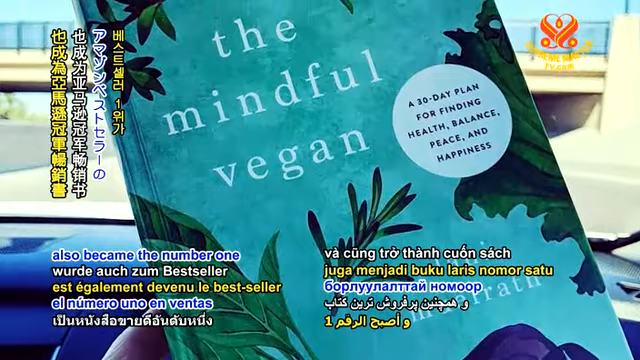 베스트셀러 1위가
アマゾンベストセラーの
也成为亚马逊冠军畅销书
也成為亞馬遜冠軍暢銷書
the
mindful
vegan
A 30-DAY PLAN
FOR FINDING
HEALTH, BALANCE,
PEACE, AND
HAPPINESS
SUPREME MASTER
TV.COM
also became the number one
wurde auch zum Bestseller
est également devenu le best-seller
el número uno en ventas
เป็นหนังสือขายดีอันดับหนึ่ง
và cũng trở thành cuốn sách
juga menjadi buku laris nomor satu
борлуулалттай номоор
و همچنین پرفروش ترین کتاب
و أصبح الرقم 1